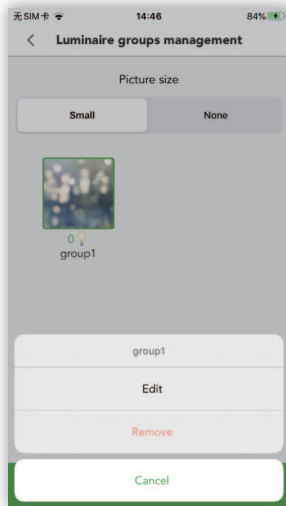 无SIM卡 14:46 84%
Luminaire groups management
Picture size
Small None
0
group1
group1
Edit
Remove
Cancel